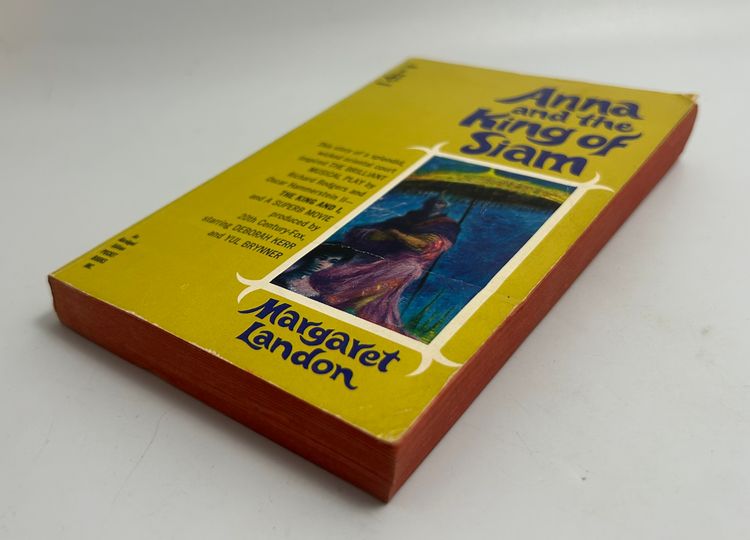 Anna
and the
King of
Siam
This story of a splendid,
wicked oriental court
inspired THE BRILLIANT
MUSICAL PLAY by
Richard Rodgers and
Oscar Hammerstein II—
THE KING AND I,
and A SUPERB MOVIE
produced by
20th Century-Fox,
starring DEBORAH KERR
and YUL BRYNNER
Margaret
Landon